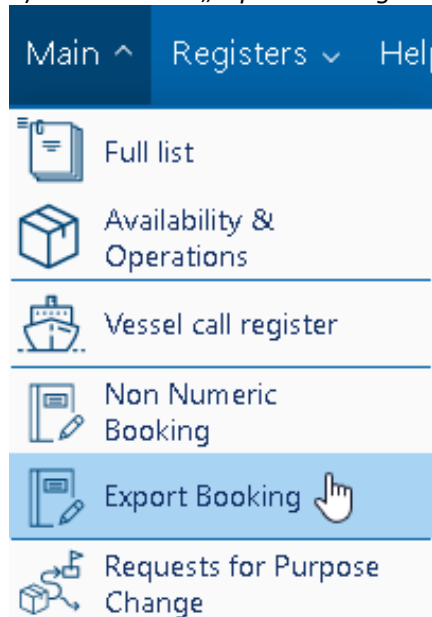 Main Registers
Full list
Availability &
Operations
Vessel call register
Non Numeric
Booking
Export Booking
Requests for Purpose
Change